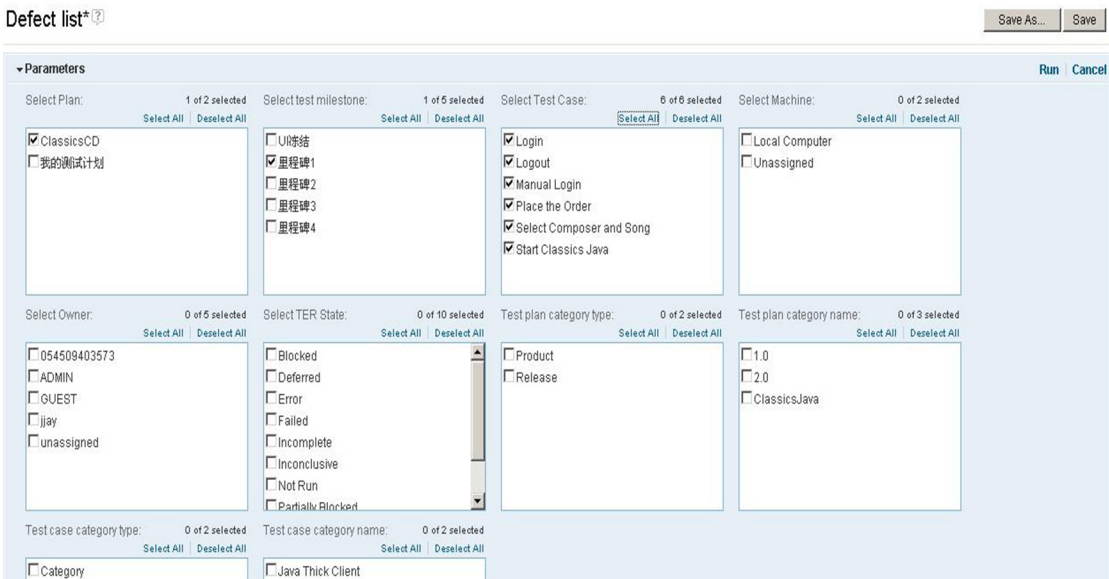 Defect list*
Save As... Save
Parameters
Run Cancel
Select Plan: 1 of 2 selected
Select All Deselect All
ClassicsCD
我的测试计划
Select test milestone: 1 of 5 selected
Select All Deselect All
UI冻结
里程碑1
里程碑2
里程碑3
里程碑4
Select Test Case: 6 of 6 selected
Select All Deselect All
Login
Logout
Manual Login
Place the Order
Select Composer and Song
Start Classics Java
Select Machine: 0 of 2 selected
Select All Deselect All
Local Computer
Unassigned
Select Owner: 0 of 5 selected
Select All Deselect All
054509403573
ADMIN
GUEST
jjay
unassigned
Select TER State: 0 of 10 selected
Select All Deselect All
Blocked
Deferred
Error
Failed
Incomplete
Inconclusive
Not Run
Partially Blocked
Test plan category type: 0 of 2 selected
Select All Deselect All
Product
Release
Test plan category name: 0 of 3 selected
Select All Deselect All
1.0
2.0
ClassicsJava
Test case category type: 0 of 2 selected
Select All Deselect All
Category
Test case category name: 0 of 2 selected
Select All Deselect All
Java Thick Client